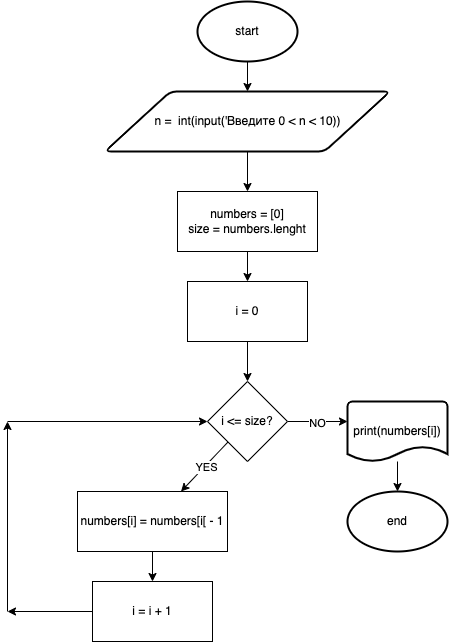 start
n =  int(input('Введите 0 < n < 10))
numbers = [0]
size = numbers.lenght
i = 0
i <= size?
NO
print(numbers[i])
YES
numbers[i] = numbers[i[ - 1
end
i = i + 1